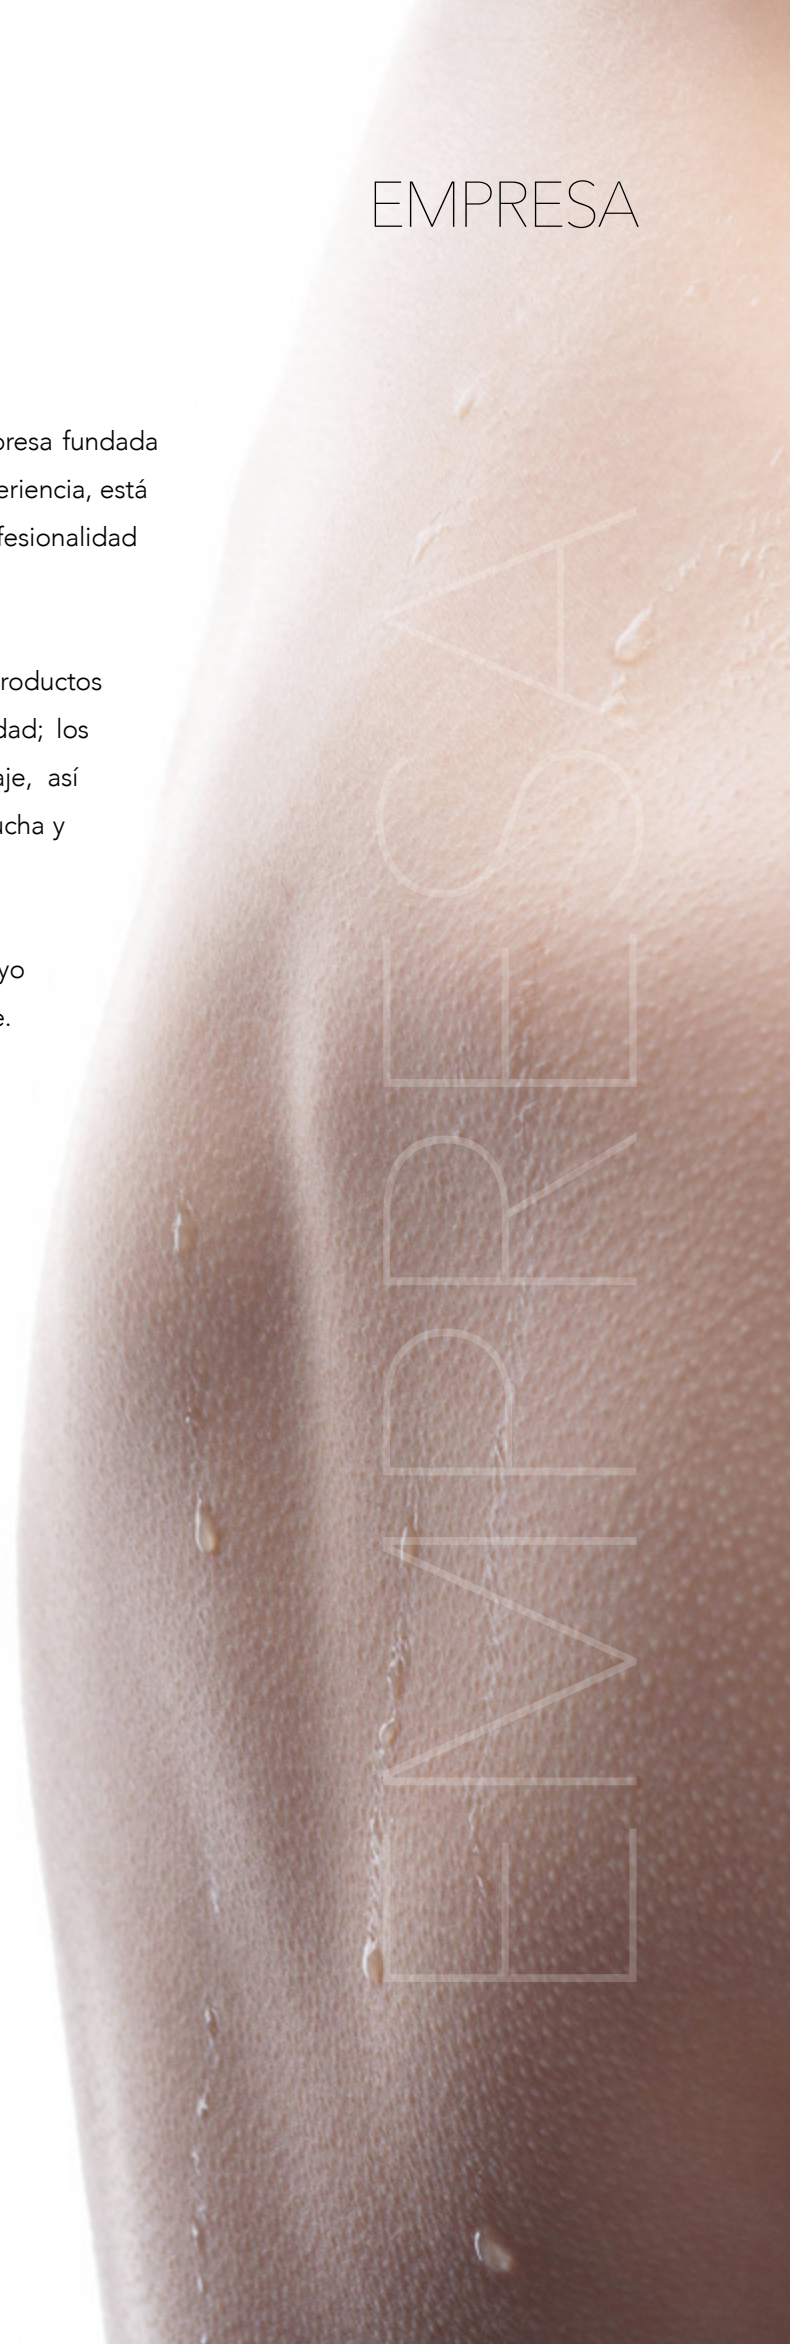 EMPRESA
presa fundada
eriencia, está
fesionalidad
roductos
dad; los
aje, así
ucha y
yo
e.
EMPRESA